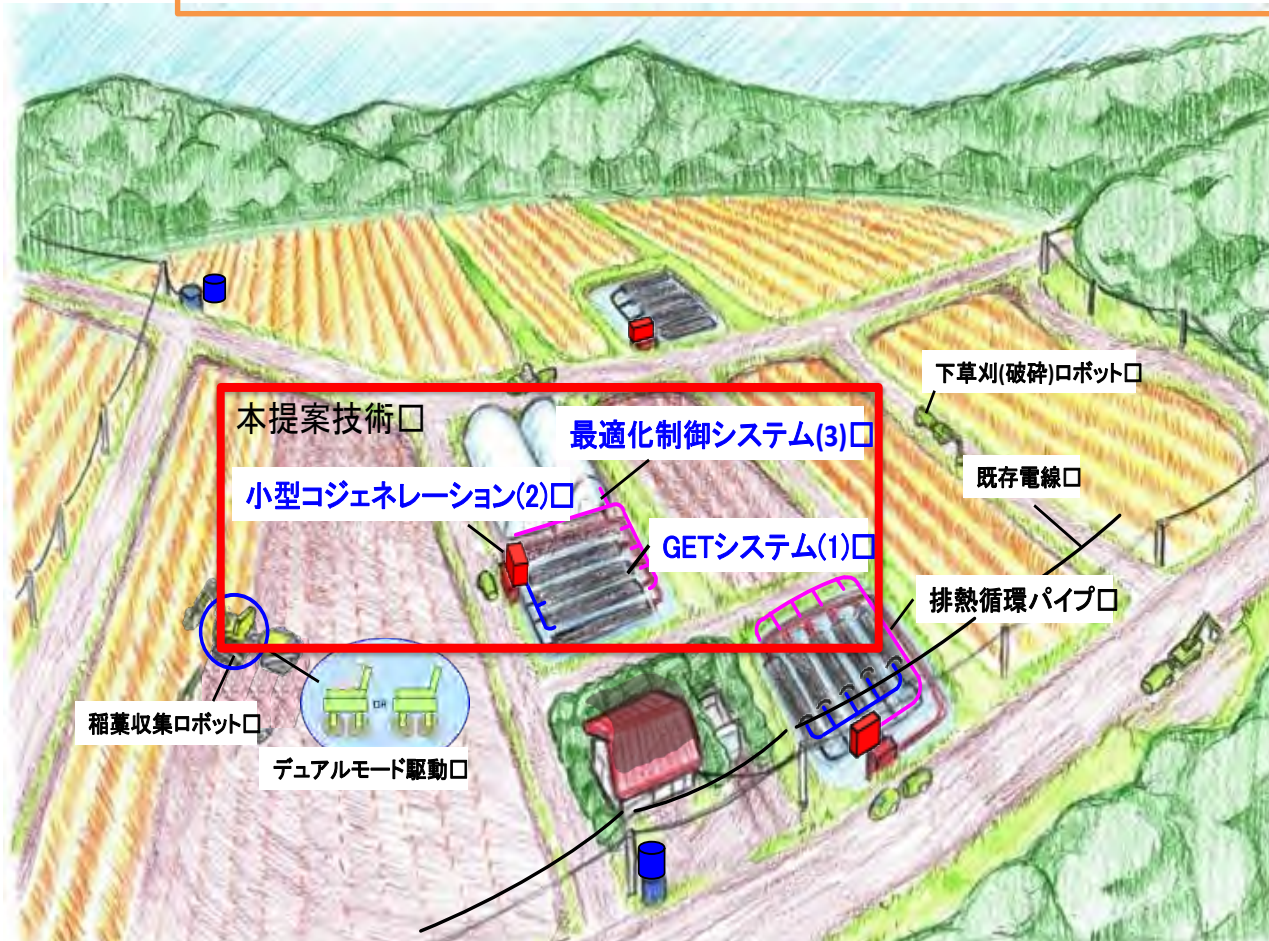 下草刈(破砕)ロボット□
本提案技術□
最適化制御システム(3)□
既存電線□
小型コジェネレーション(2)□
GETシステム(1)□
排熱循環パイプ□
稲藁収集ロボット□
OR
デュアルモード駆動□